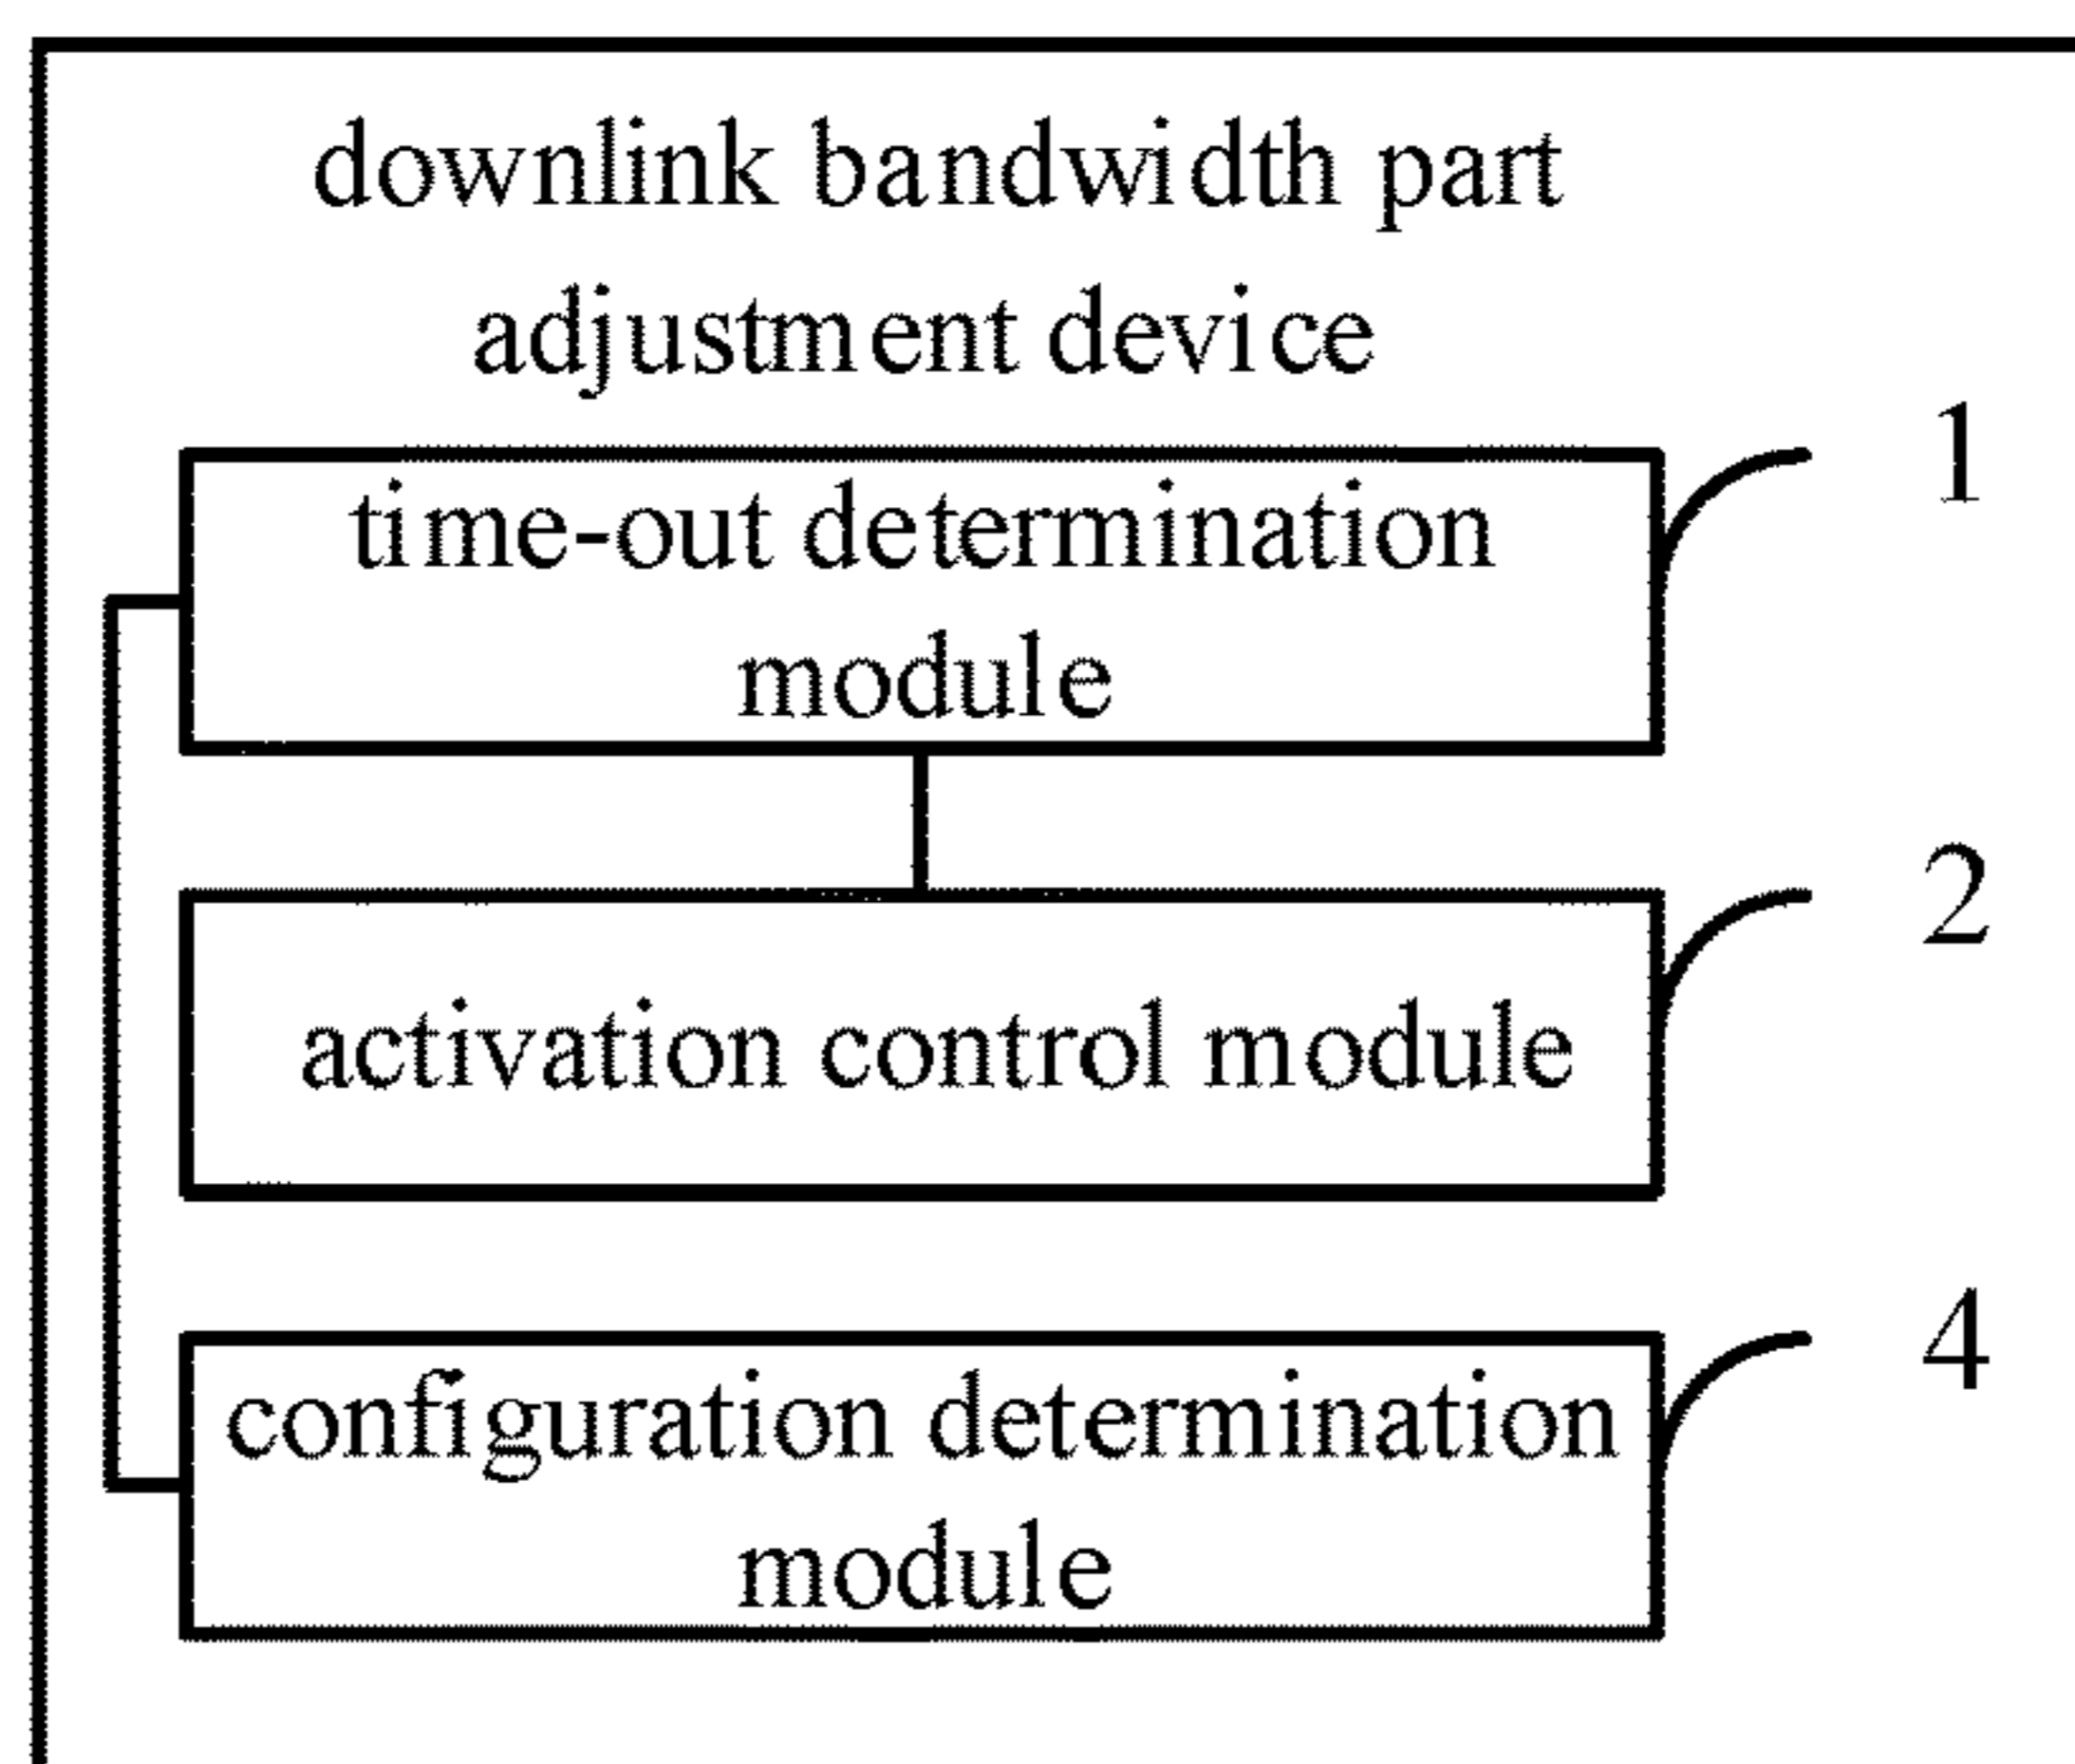 downlink bandwidth part
adjustment device
1
time-out determination
module
2
activation control module
4
configuration determination
module